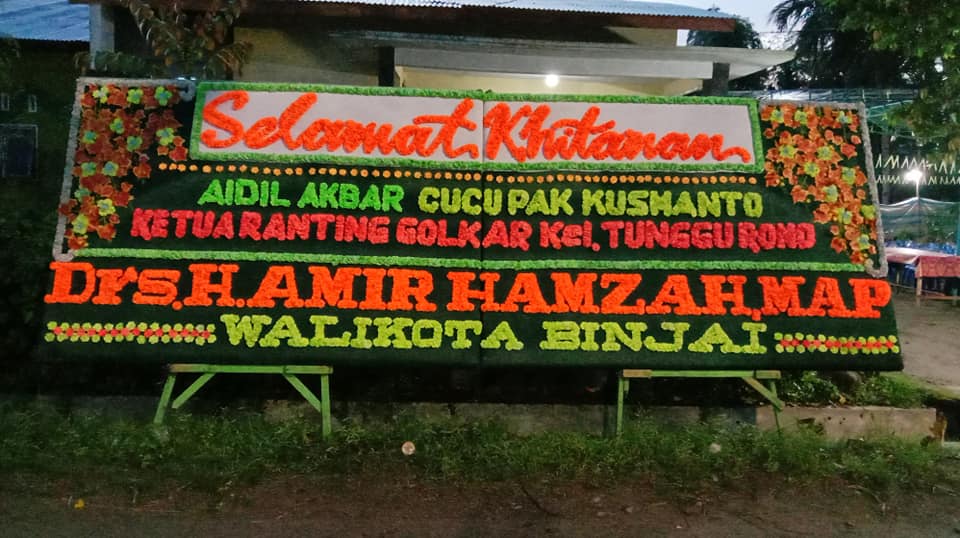 Selamat Khitanan
AIDIL AKBAR CUCU PAK KUSMANTO
KETUA RANTING GOLKAR Kel. TUNGGU RONO
Drs. H. AMIR HAMZAH, MAP
WALIKOTA BINJAI